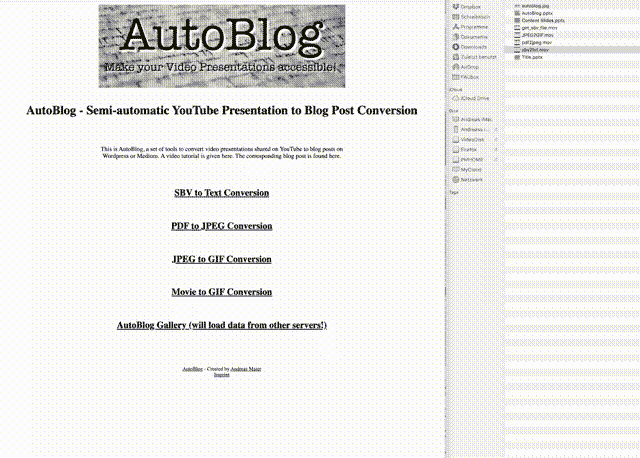 AutoBlog
Make your Video Presentations accessible!
AutoBlog - Semi-automatic YouTube Presentation to Blog Post Conversion
This is AutoBlog, a set of tools to convert video presentations shared on YouTube to blog posts on
Wordpress or Medium. A video tutorial is given here. The corresponding blog post is found here.
SBV to Text Conversion
PDF to JPEG Conversion
JPEG to GIF Conversion
Movie to GIF Conversion
AutoBlog Gallery (will load data from other servers!)
AutoBlog - Created by Andreas Maier
Imprint
Dropbox
Schreibtisch
Programme
Dokumente
Downloads
Zuletzt benutzt
AirDrop
iCloud
iCloud Drive
Andreas iMac
Andreas i...
VideoDisk
Firefox
MyCloud
Netzwerk
Tags
autoblog.jpg
AutoBlog.pptx
Content Slides.pptx
get_sbv_file.mov
JPEG2GIF.mov
pdf2jpeg.mov
sbv2txt.mov
Title.pptx